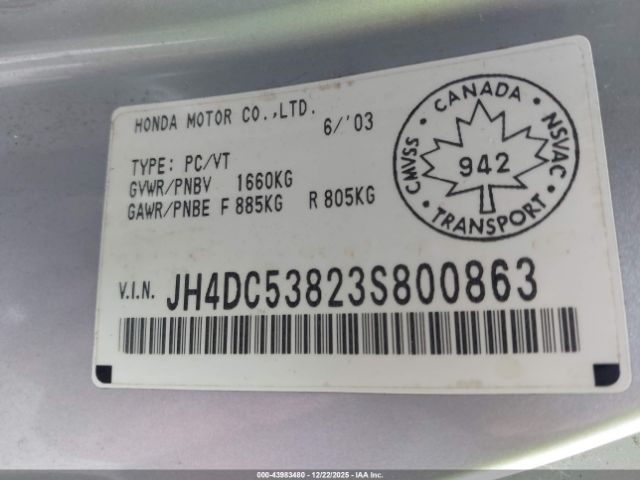 HONDA MOTOR CO.,LTD.
6/'03
TYPE: PC/VT
GVWR/PNBV 1660KG
GAWR/PNBE F 885KG R 805KG
CANADA
CMVSS 942 NSVAC
TRANSPORT
V.I.N. JH4DC53823S800863
000-43983480 - 12/22/2025 - IAAI Inc.